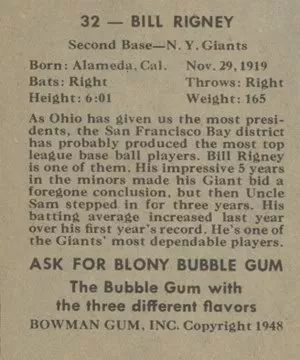 32 — BILL RIGNEY
Second Base—N. Y. Giants
Born: Alameda, Cal. Nov. 29, 1919
Bats: Right Throws: Right
Height: 6:01 Weight: 165
As Ohio has given us the most presi-
dents, the San Francisco Bay district
has probably produced the most top
league base ball players. Bill Rigney
is one of them. His impressive 5 years
in the minors made his Giant bid a
foregone conclusion, but then Uncle
Sam stepped in for three years. His
batting average increased last year
over his first year's record. He's one of
the Giants' most dependable players.
ASK FOR BLONY BUBBLE GUM
The Bubble Gum with
the three different flavors
BOWMAN GUM, INC. Copyright 1948